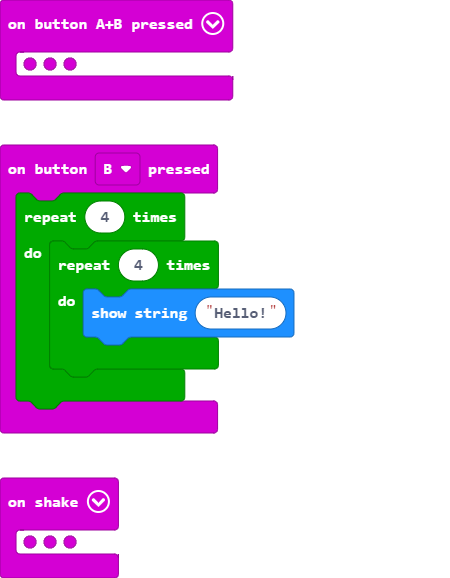 on button A+B pressed
on button B pressed
repeat 4 times
do
repeat 4 times
do
show string "Hello!"
on shake